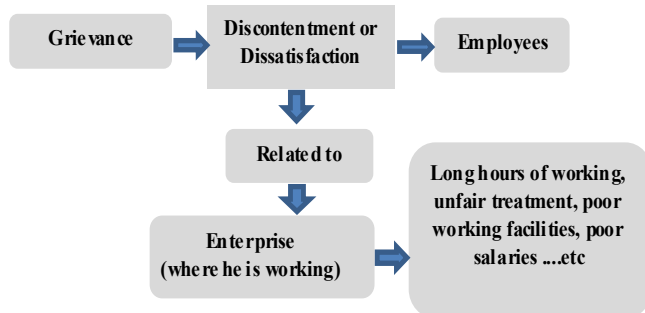 Grievance
Discontentment or
Dissatisfaction
Employees
Related to
Enterprise
(where he is working)
Long hours of working,
unfair treatment, poor
working facilities, poor
salaries ....etc